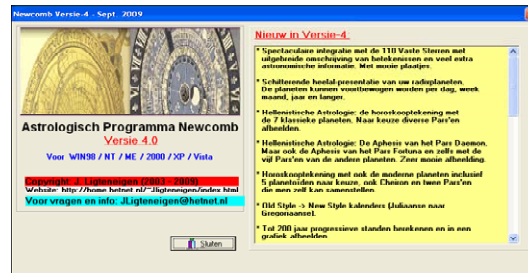 Newcomb Versie-4 - Sept. 2009
Astrologisch Programma Newcomb
Versie 4.0
Voor WIN98 / NT / ME / 2000 / XP / Vista
Copyright: J. Ligteneigen (2003 - 2009)
Website: http://home.hetnet.nl/~Jligteneigen/index.html
Voor vragen en info: JLigteneigen@hetnet.nl
Sluiten
Nieuw in Versie-4
* Spectaculaire integratie met de 110 Vaste Sterren met
uitgebreide omschrijving van betekenissen en veel extra
astronomische informatie. Met mooie plaatjes.
* Schitterende heelal-presentatie van uw radixplaneten.
De planeten kunnen voortbewogen worden per dag, week
maand, jaar en langer.
* Hellenistische Astrologie: de horoskooptekening met
de 7 klassieke planeten. Naar keuze diverse Pars'en
afbeelden.
* Hellenistische Astrologie: De Aphesis van het Pars Daemon,
Maar ook de Aphesis van het Pars Fortuna en zelfs met de
vijf Pars'en van de andere planeten. Zeer mooie afbeelding.
* Horoskooptekening met ook de moderne planeten inclusief
5 planetoïden naar keuze, ook Cheiron en twee Pars'en
die men zelf kan samenstellen.
* Old Style -> New Style kalenders (Juliaanse naar
Gregoriaanse).
* Tot 200 jaar progressieve standen berekenen en in een
grafiek afbeelden.